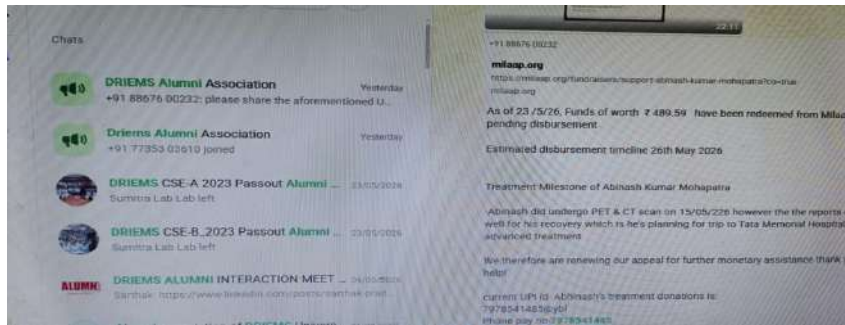 Chats
DRIEMS Alumni Association
Yesterday
+91 88676 00232: please share the aforementioned U...
Driems Alumni Association
Yesterday
+91 77353 03610 joined
DRIEMS CSE-A 2023 Passout Alumni ...
23/05/2026
Sumitra Lab Lab left
DRIEMS CSE-B_2023 Passout Alumni ...
23/05/2026
Sumitra Lab Lab left
ALUMNI
DRIEMS ALUMNI INTERACTION MEET ...
Sarthak: https://www.linkedin.com/posts/sarthak
22:11
+91 88676 00232
milaap.org
https://milaap.org/fundraisers/support-abinash-kumar-mohapatra?co=true
milaap.org
As of 23 /5/26, Funds of worth ₹ 489.59 have been redeemed from Milaa
pending disbursement
Estimated disbursement timeline 26th May 2026
Treatment Milestone of Abinash Kumar Mohapatra
Abinash did undergo PET & CT scan on 15/05/226 however the the reports
well for his recovery which is he's planning for trip to Tata Memorial Hospital
advanced treatment
We therefore are renewing our appeal for further monetary assistance thank
help!
current UPI id Abhinash's treatment donations is:
7978541485@ybl
Phone pay no-7978541485